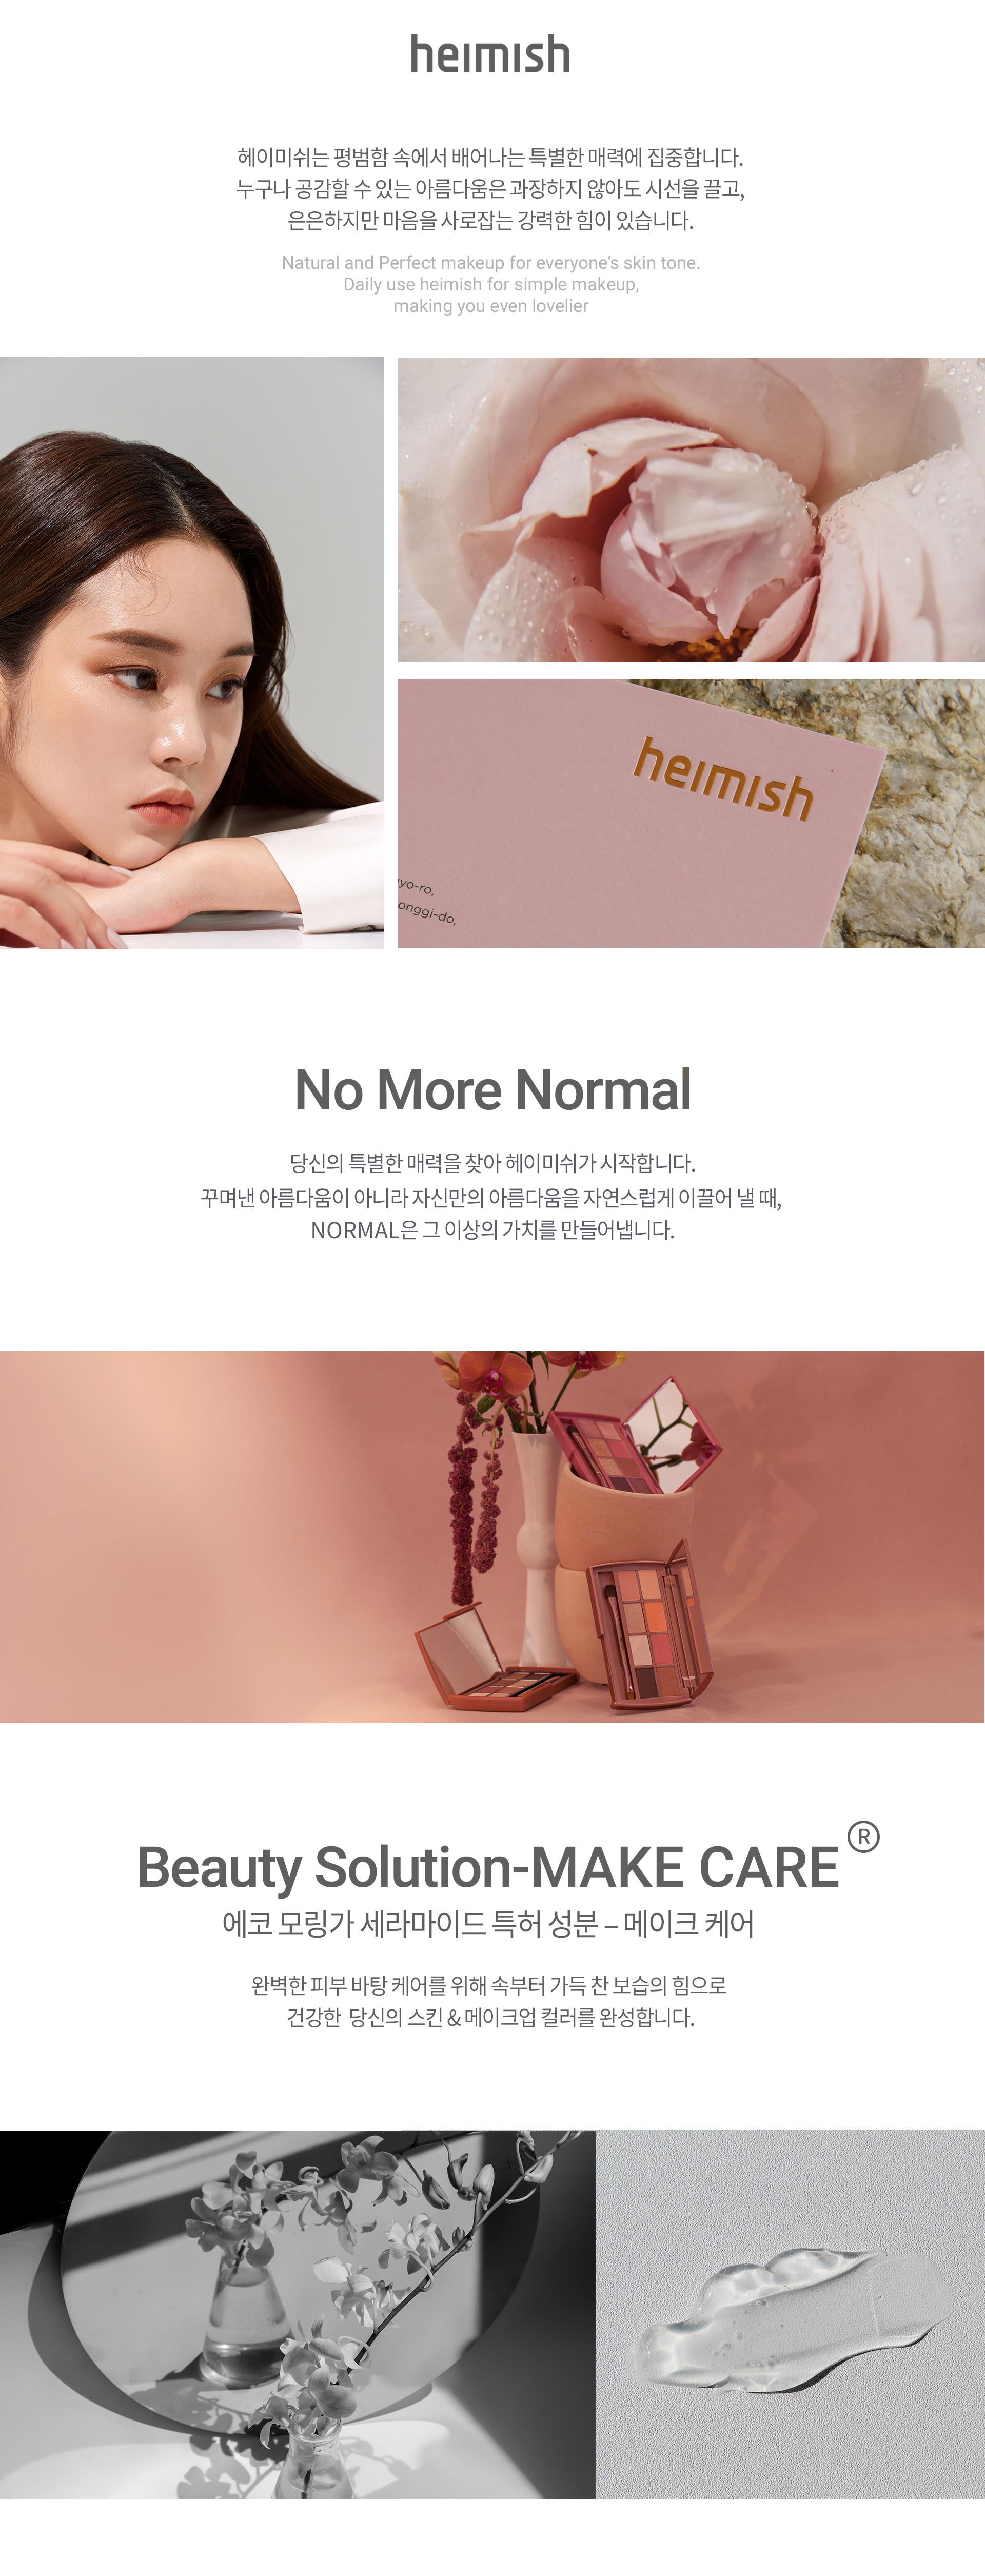 heimish
헤이미쉬는 평범함 속에서 배어나는 특별한 매력에 집중합니다.
누구나 공감할 수 있는 아름다움은 과장하지 않아도 시선을 끌고,
은은하지만 마음을 사로잡는 강력한 힘이 있습니다.
Natural and Perfect makeup for everyone’s skin tone.
Daily use heimish for simple makeup,
making you even lovelier
heimish
yo-ro,
onggi-do,
No More Normal
당신의 특별한 매력을 찾아 헤이미쉬가 시작합니다.
꾸며낸 아름다움이 아니라 자신만의 아름다움을 자연스럽게 이끌어 낼 때,
NORMAL은 그 이상의 가치를 만들어냅니다.
Beauty Solution-MAKE CARE®
에코 모링가 세라마이드 특허 성분 – 메이크 케어
완벽한 피부 바탕 케어를 위해 속부터 가득 찬 보습의 힘으로
건강한 당신의 스킨 & 메이크업 컬러를 완성합니다.